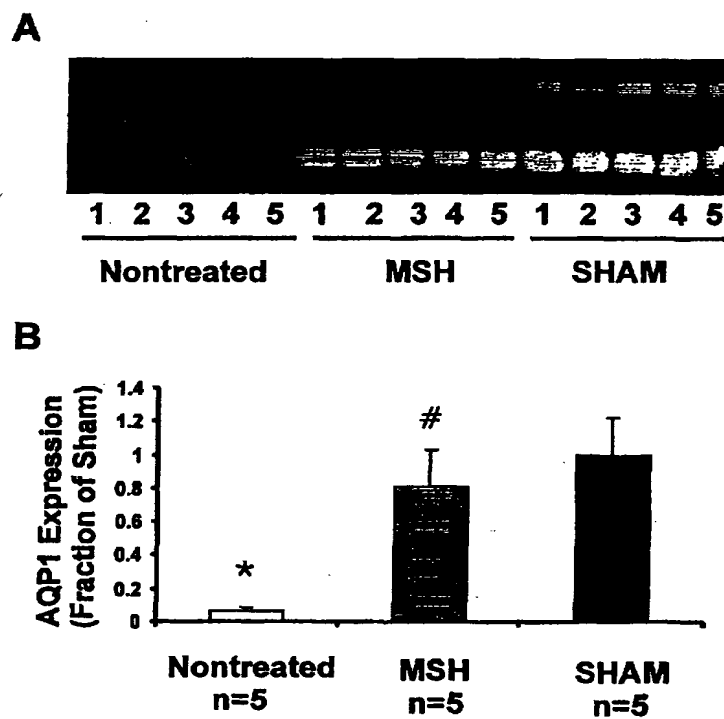 A
1 2 3 4 5 1 2 3 4 5 1 2 3 4 5
Nontreated MSH SHAM
B
AQP1 Expression
(Fraction of Sham)
1.4
1.2
1
0.8
0.6
0.4
0.2
0
*
#
Nontreated MSH SHAM
n=5 n=5 n=5